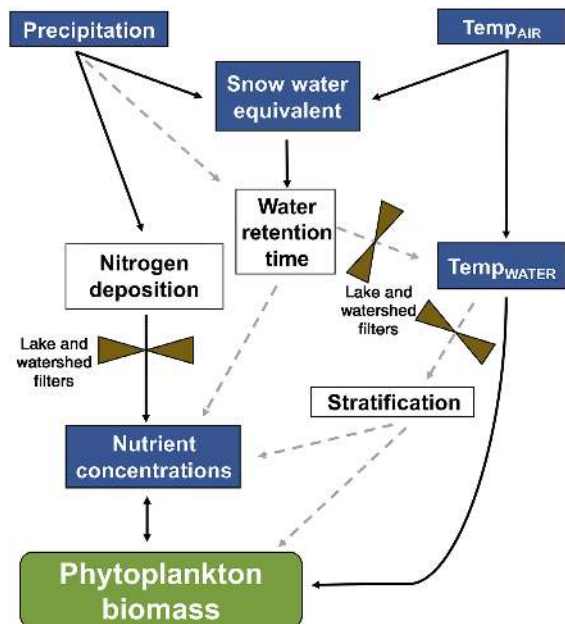 Precipitation
Temp AIR
Snow water
equivalent
Water
retention
time
Nitrogen
deposition
Temp WATER
Lake and
watershed
filters
Lake and
watershed
filters
Stratification
Nutrient
concentrations
Phytoplankton
biomass